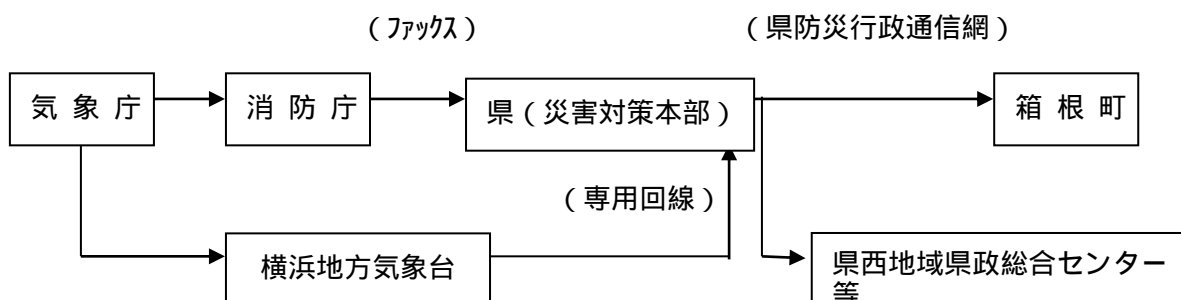 （ﾌｧｯｸｽ）
（県防災行政通信網）
気 象 庁
消 防 庁
県（災害対策本部）
箱 根 町
（専用回線）
横浜地方気象台
県西地域県政総合センター
等